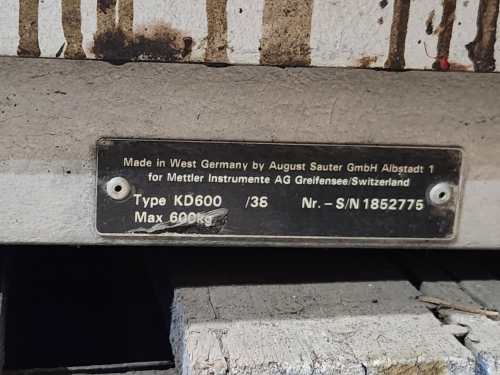 Made in West Germany by August Sauter GmbH Albstadt 1
for Mettler Instrumente AG Greifensee/Switzerland
Type KD600 /36 Nr. – S/N 1852775
Max 600kg